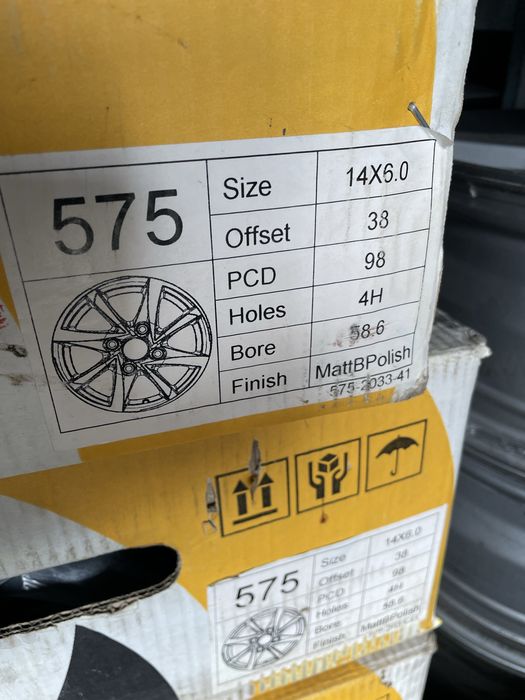 575
Size 14X6.0
Offset 38
PCD 98
Holes 4H
Bore 58.6
Finish MattBPolish
575-2033-41
575
Size 14X6.0
Offset 38
PCD 98
Holes 4H
Bore 58.6
Finish MattBPolish